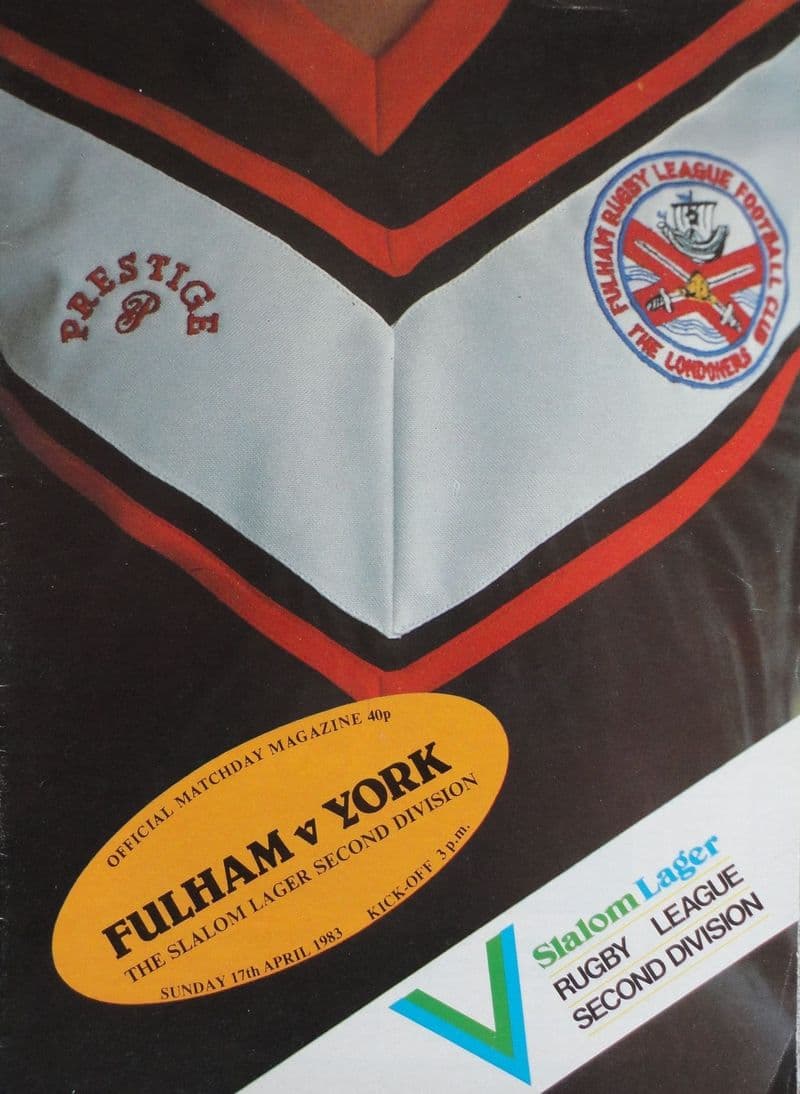 PRESTIGE
P
FULHAM RUGBY LEAGUE FOOTBALL CLUB
THE LONDONERS
OFFICIAL MATCHDAY MAGAZINE 40p
FULHAM v YORK
THE SLALOM LAGER SECOND DIVISION
SUNDAY 17th APRIL 1983 KICK-OFF 3 p.m.
Slalom Lager
RUGBY LEAGUE
SECOND DIVISION